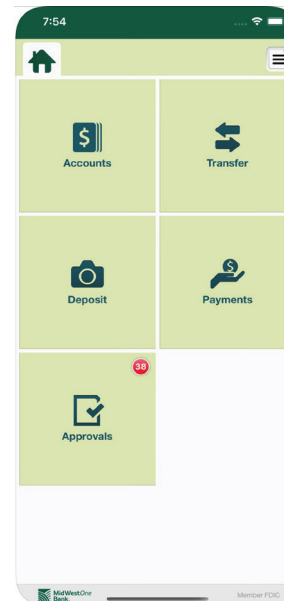 7:54
$
Accounts
Transfer
Deposit
$
Payments
38
Approvals
MidWestOne
Bank
Member FDIC